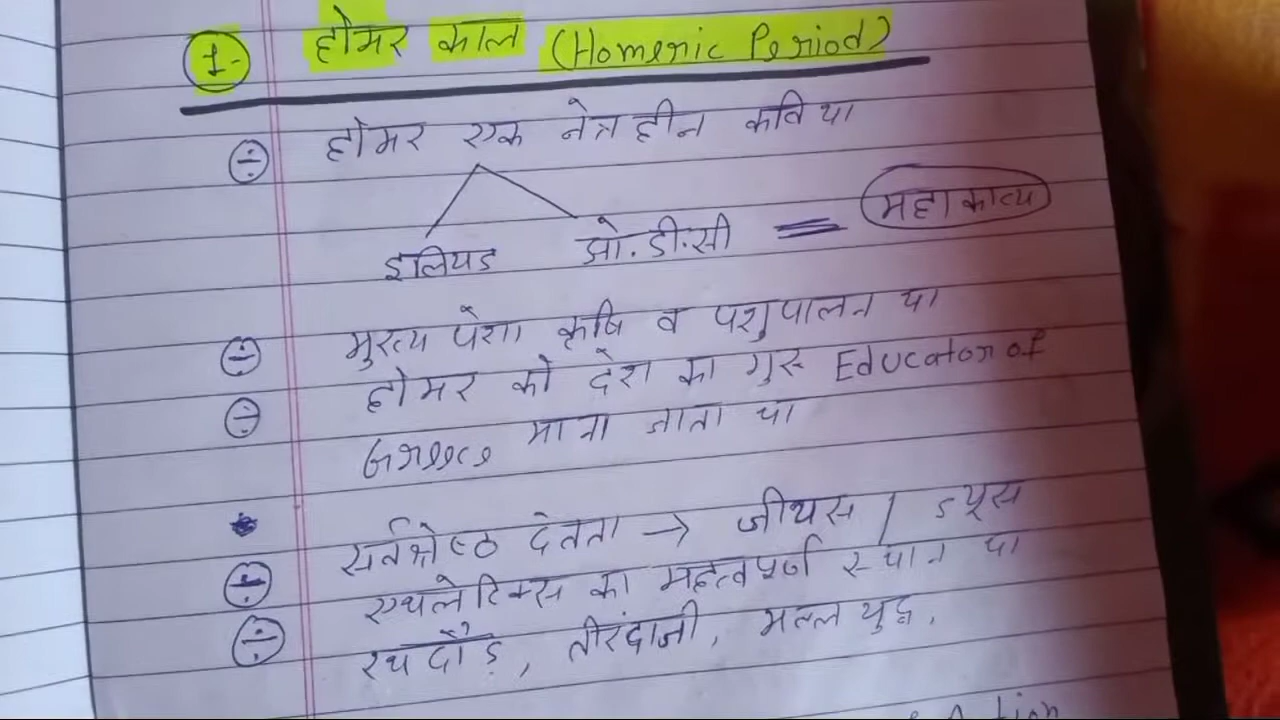 1. होमर काल (Homeric Period)
होमर एक नेत्रहीन कवि था
इलियड ओ.डी.सी = महाकाव्य
मुख्य पेशा कृषि व पशुपालन था
होमर को देश का गुरू Educator of
Greece माना जाता था
सर्वश्रेष्ठ देवता → जीयस / ड्यूस
एथलेटिक्स का महत्वपूर्ण स्थान था
रथ दौड़, तीरंदाजी, मल्ल युद्ध,